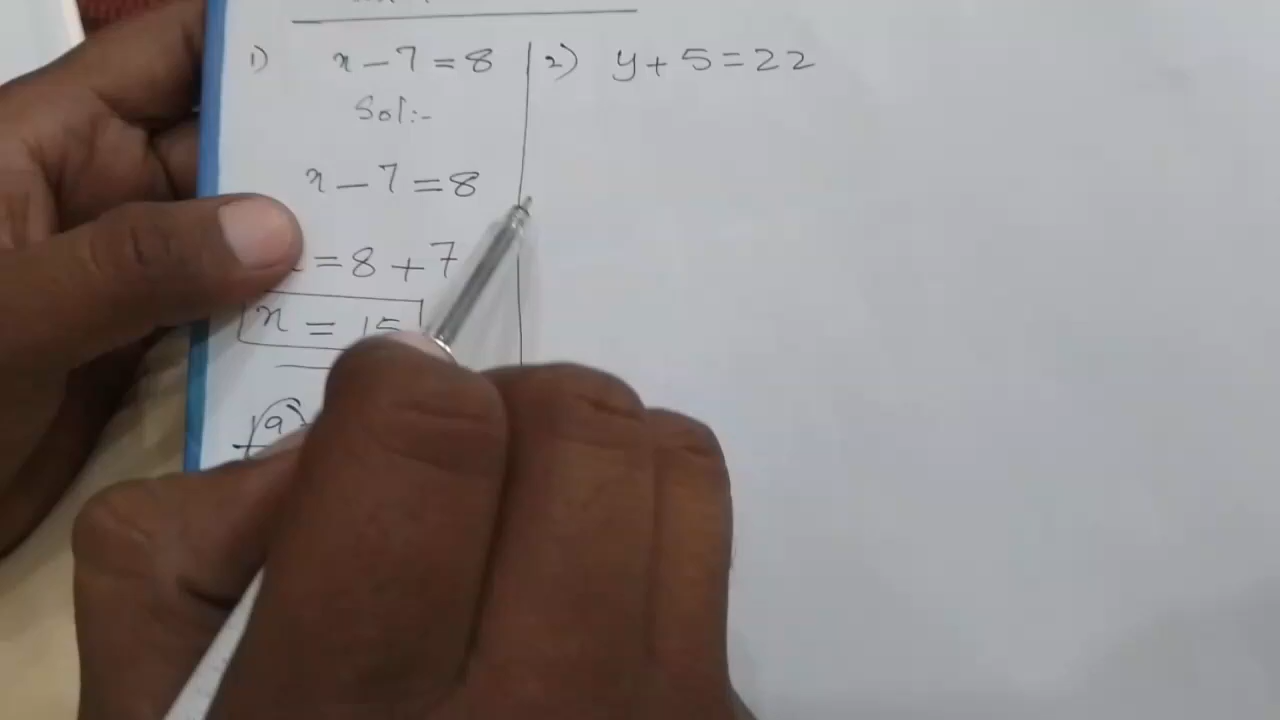 1) x - 7 = 8
Sol:-
x - 7 = 8
= 8 + 7
x = 15
2) y + 5 = 22